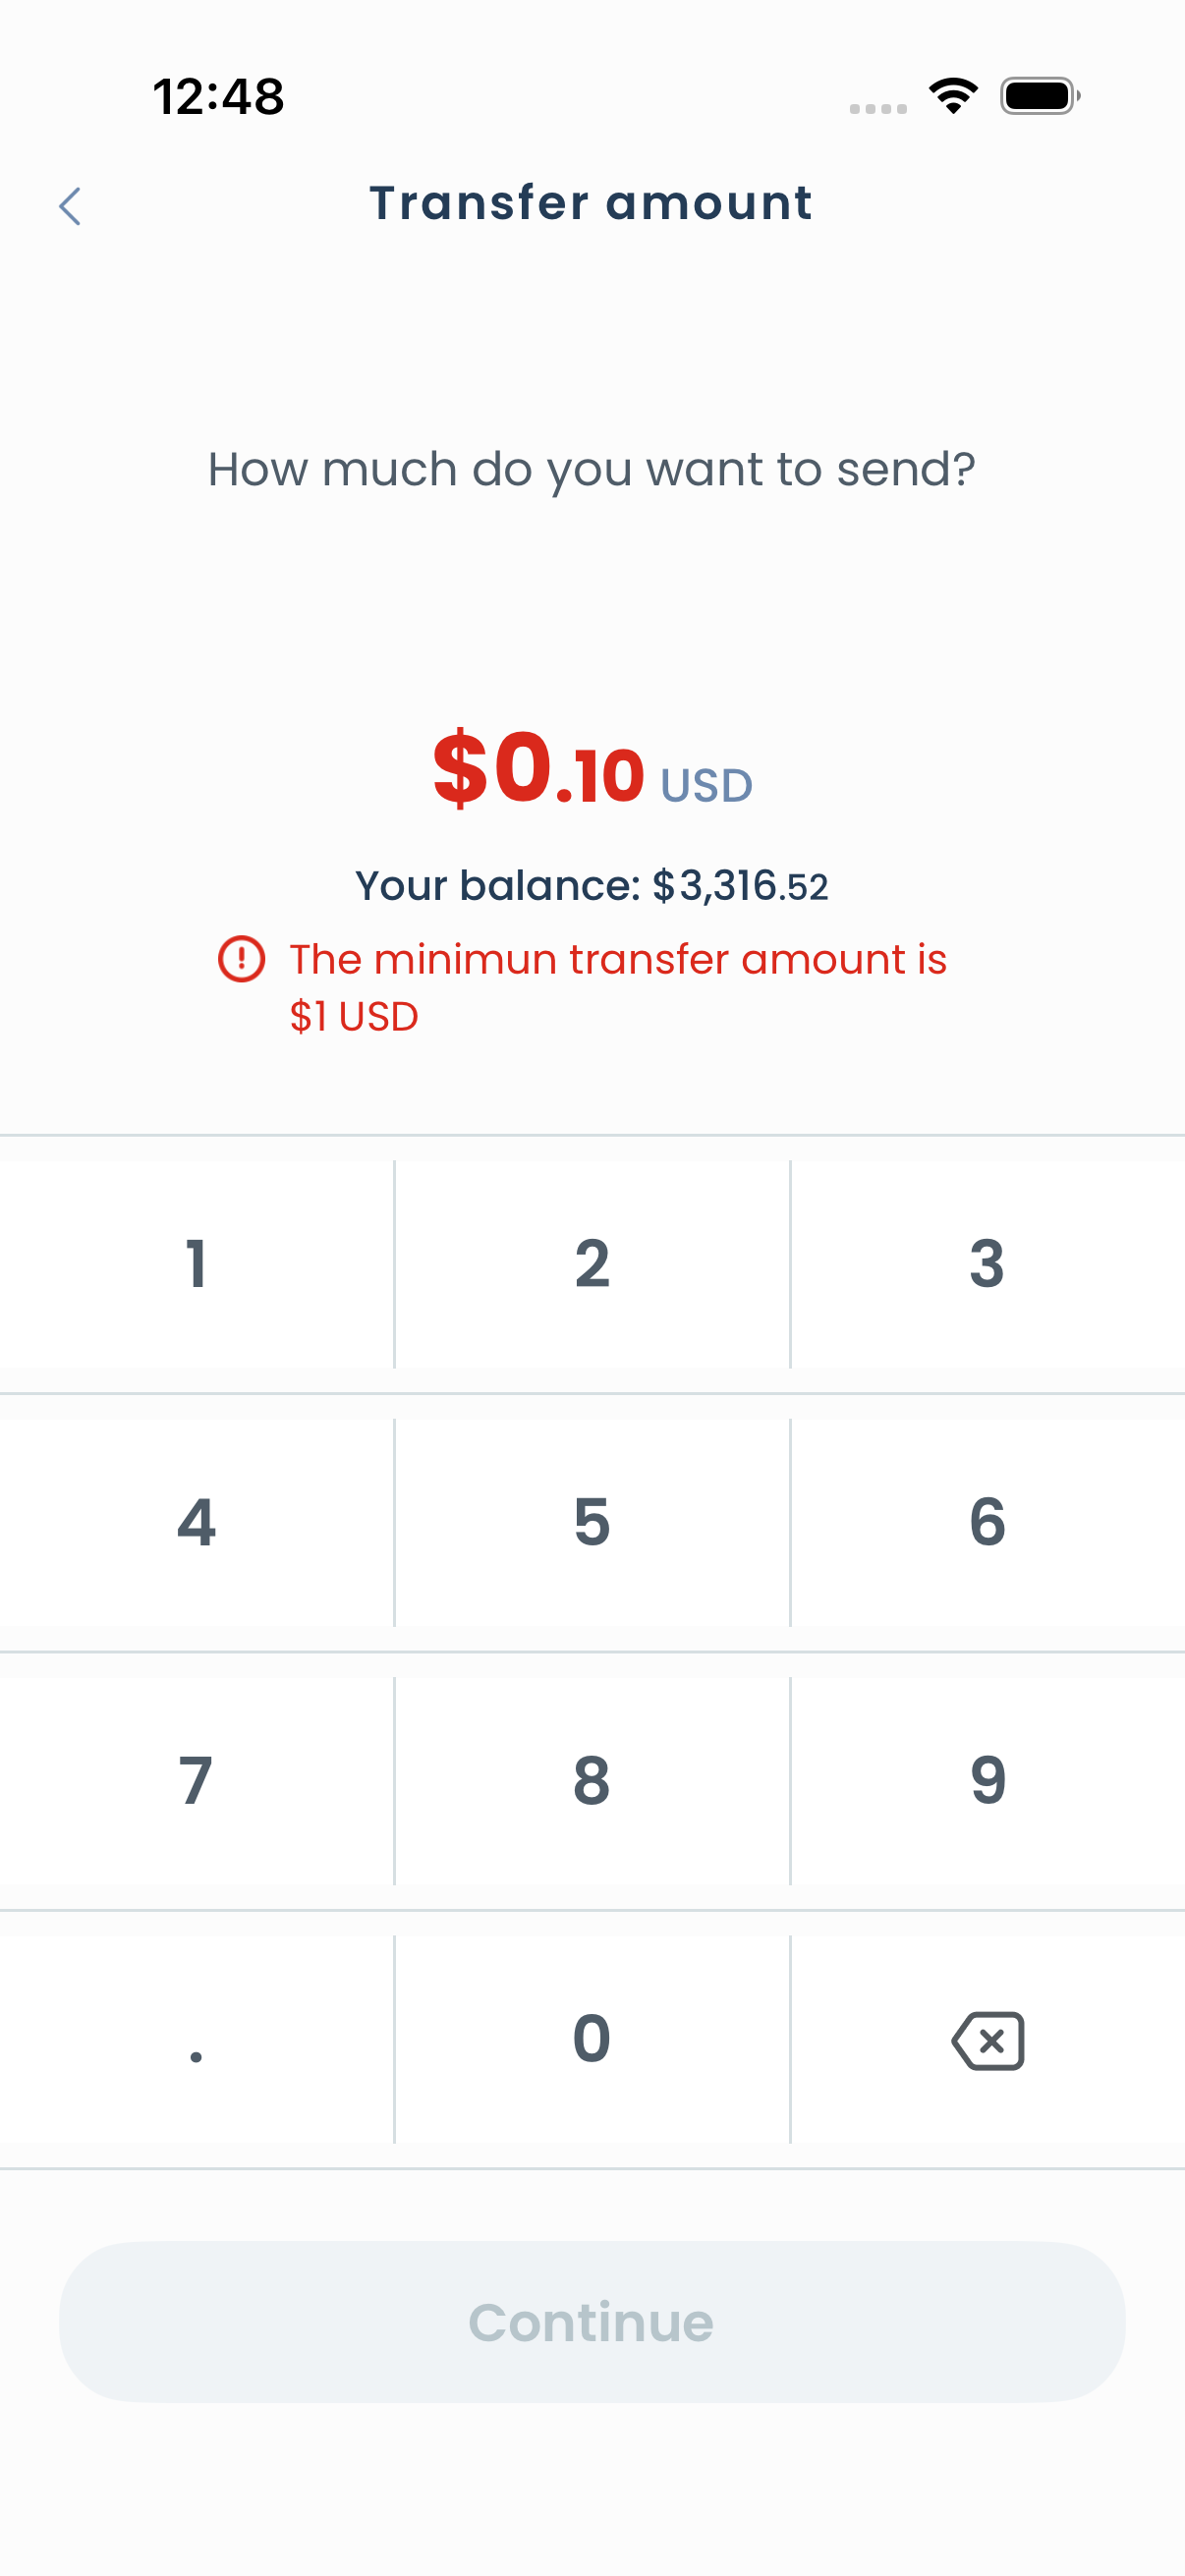 12:48
Transfer amount
How much do you want to send?
$0.10 USD
Your balance: $3,316.52
The minimun transfer amount is
$1 USD
1 2 3
4 5 6
7 8 9
. 0
Continue